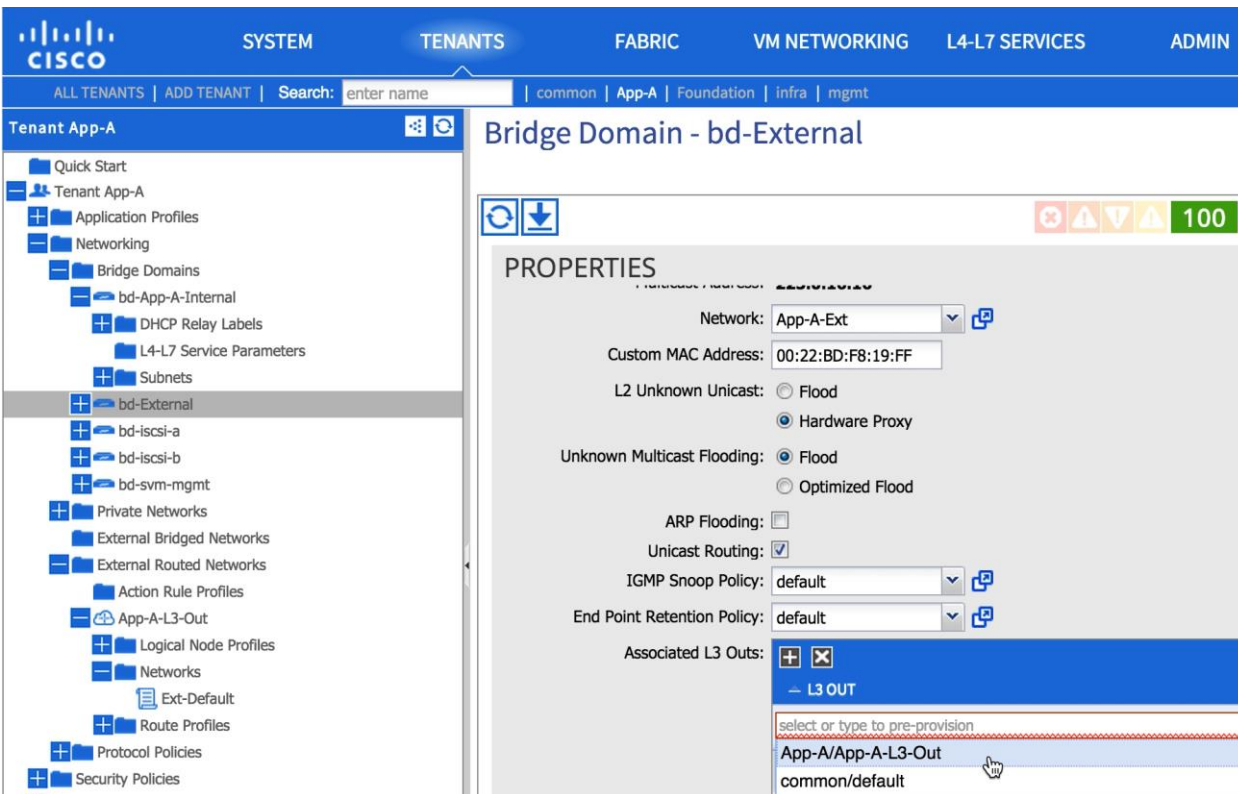 CISCO
SYSTEM TENANTS FABRIC VM NETWORKING L4-L7 SERVICES ADMIN
ALL TENANTS | ADD TENANT | Search: enter name | common | App-A | Foundation | infra | mgmt
Tenant App-A
Quick Start
Tenant App-A
Application Profiles
Networking
Bridge Domains
bd-App-A-Internal
DHCP Relay Labels
L4-L7 Service Parameters
Subnets
bd-External
bd-iscsi-a
bd-iscsi-b
bd-svm-mgmt
Private Networks
External Bridged Networks
External Routed Networks
Action Rule Profiles
App-A-L3-Out
Logical Node Profiles
Networks
Ext-Default
Route Profiles
Protocol Policies
Security Policies
Bridge Domain - bd-External
100
PROPERTIES
Network: App-A-Ext
Custom MAC Address: 00:22:BD:F8:19:FF
L2 Unknown Unicast: Flood
Hardware Proxy
Unknown Multicast Flooding: Flood
Optimized Flood
ARP Flooding:
Unicast Routing:
IGMP Snoop Policy: default
End Point Retention Policy: default
Associated L3 Outs:
L3 OUT
select or type to pre-provision
App-A/App-A-L3-Out
common/default